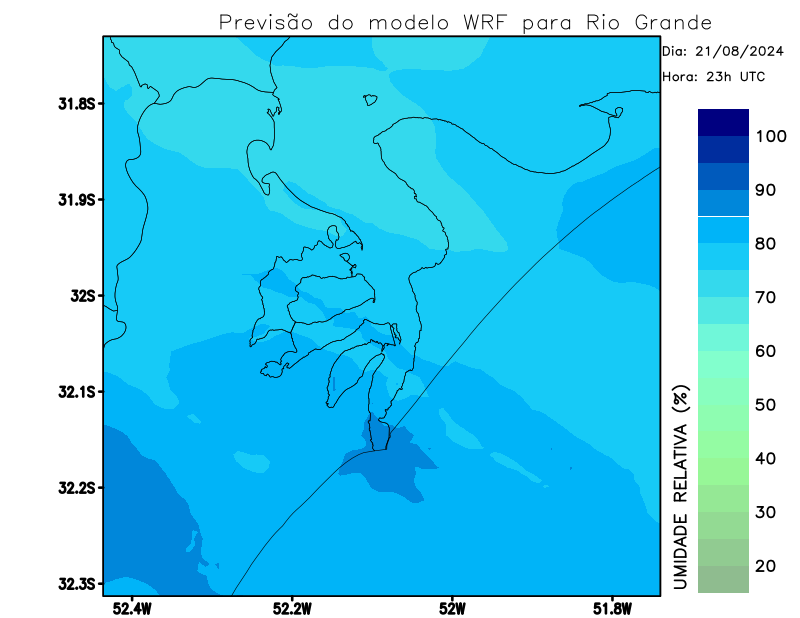 Previsão do modelo WRF para Rio Grande
Dia: 21/08/2024
Hora: 23h UTC
31.8S
31.9S
32S
32.1S
32.2S
32.3S
52.4W
52.2W
52W
51.8W
100
90
80
70
60
50
40
30
20
UMIDADE RELATIVA (%)